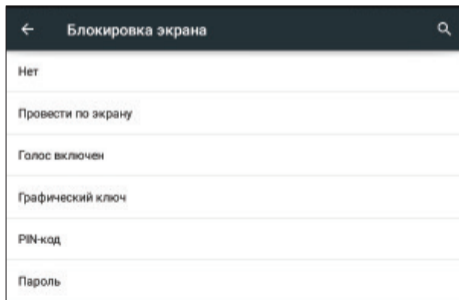 Блокировка экрана
Нет
Провести по экрану
Голос включен
Графический ключ
PIN-код
Пароль